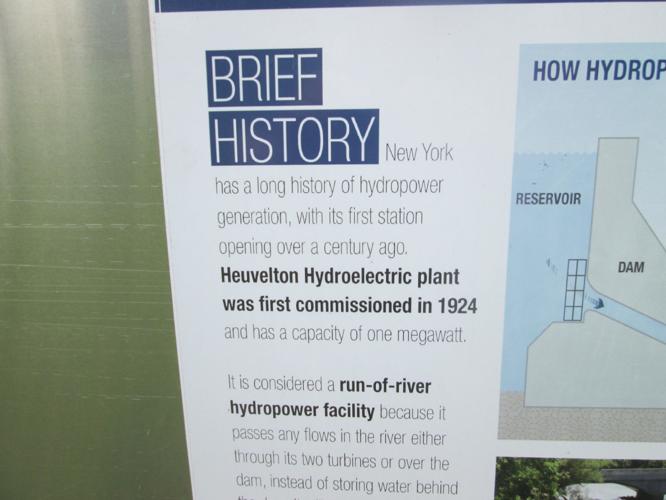 BRIEF
HISTORY New York
has a long history of hydropower
generation, with its first station
opening over a century ago.
Heuvelton Hydroelectric plant
was first commissioned in 1924
and has a capacity of one megawatt.
It is considered a run-of-river
hydropower facility because it
passes any flows in the river either
through its two turbines or over the
dam, instead of storing water behind
HOW HYDROP
RESERVOIR
DAM